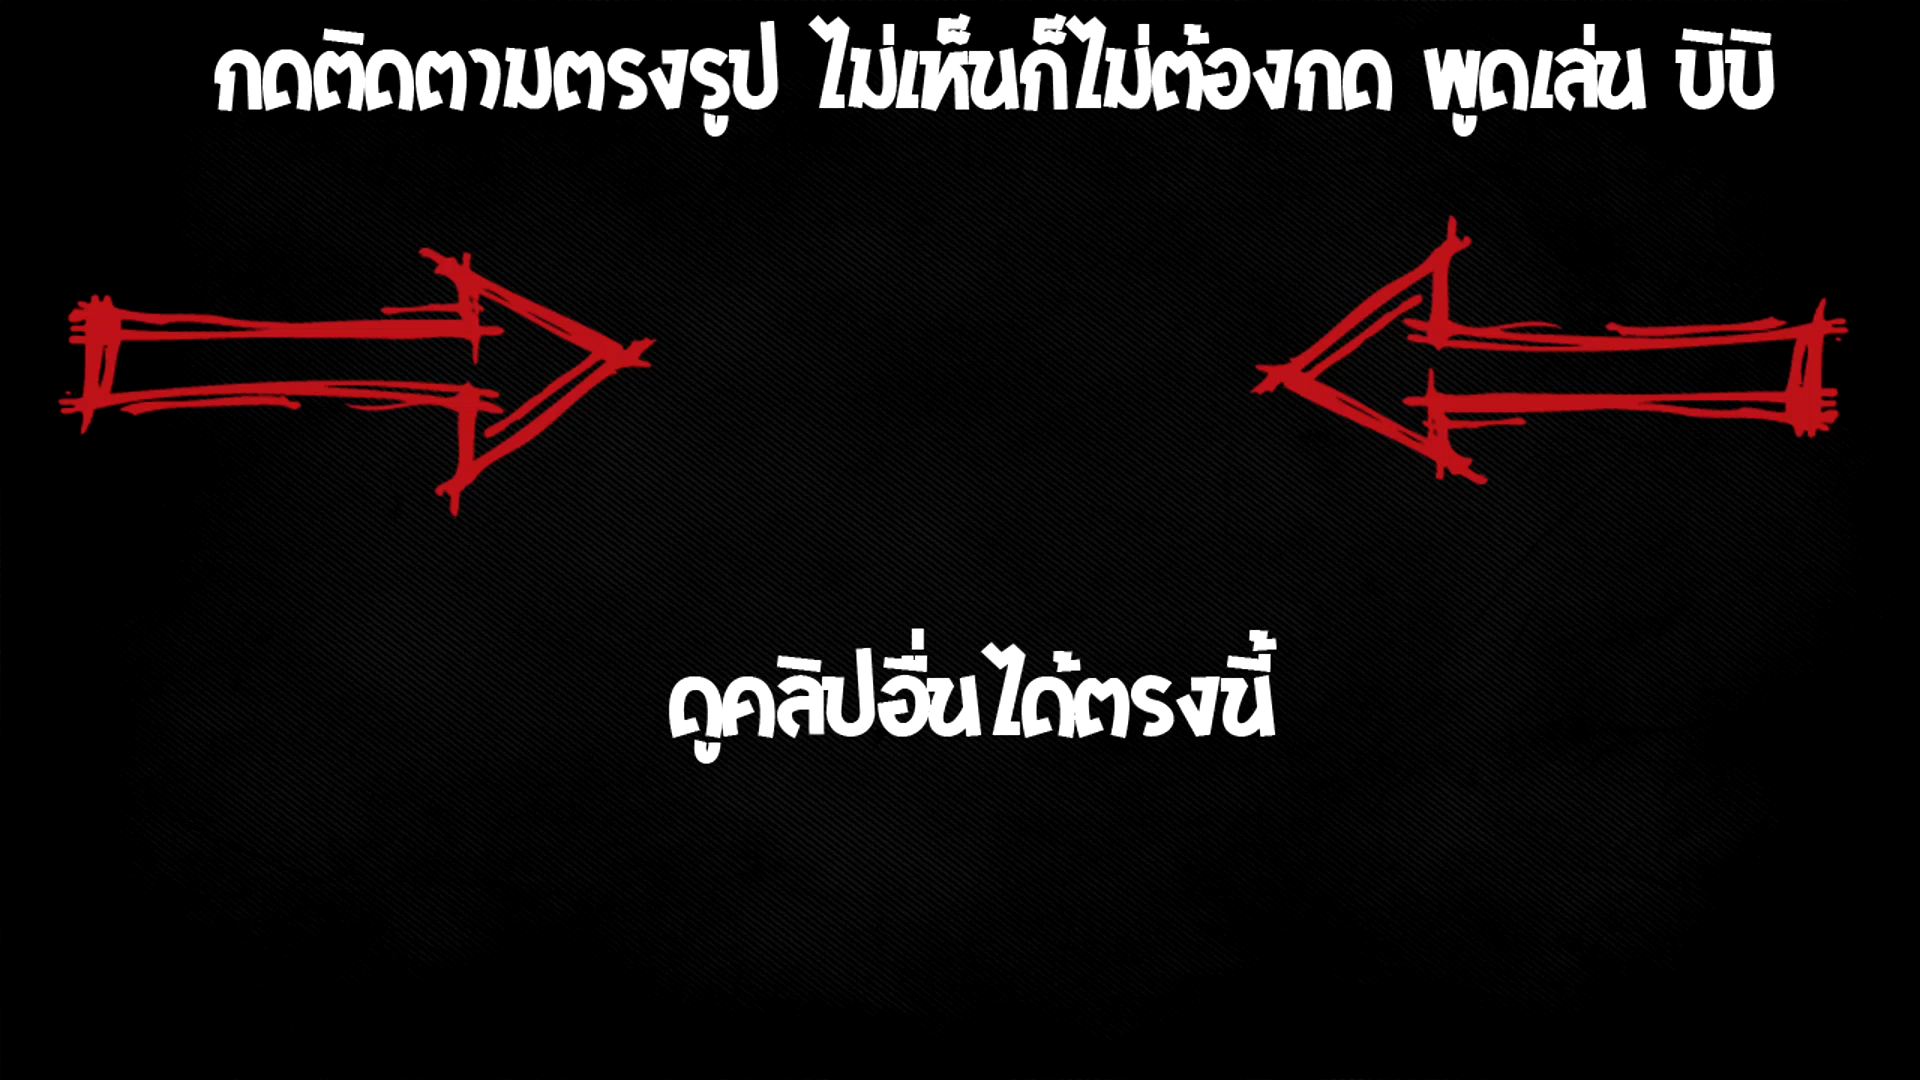 กดติดตามตรงรูป ไม่เห็นก็ไม่ต้องกด พูดเล่น บิบิ
ดูคลิปอื่นได้ตรงนี้